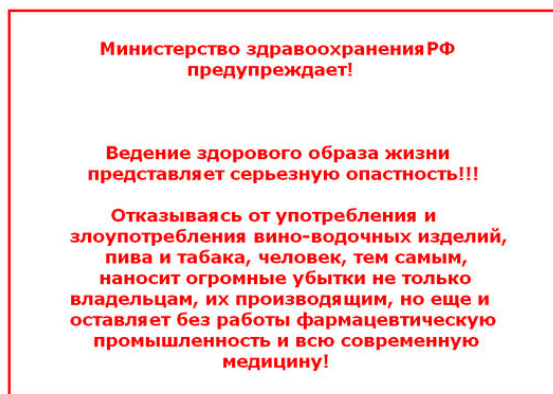 Министерство здравоохранения РФ
предупреждает!
Ведение здорового образа жизни
представляет серьезную опастность!!!
Отказываясь от употребления и
злоупотребления вино-водочных изделий,
пива и табака, человек, тем самым,
наносит огромные убытки не только
владельцам, их производящим, но еще и
оставляет без работы фармацевтическую
промышленность и всю современную
медицину!